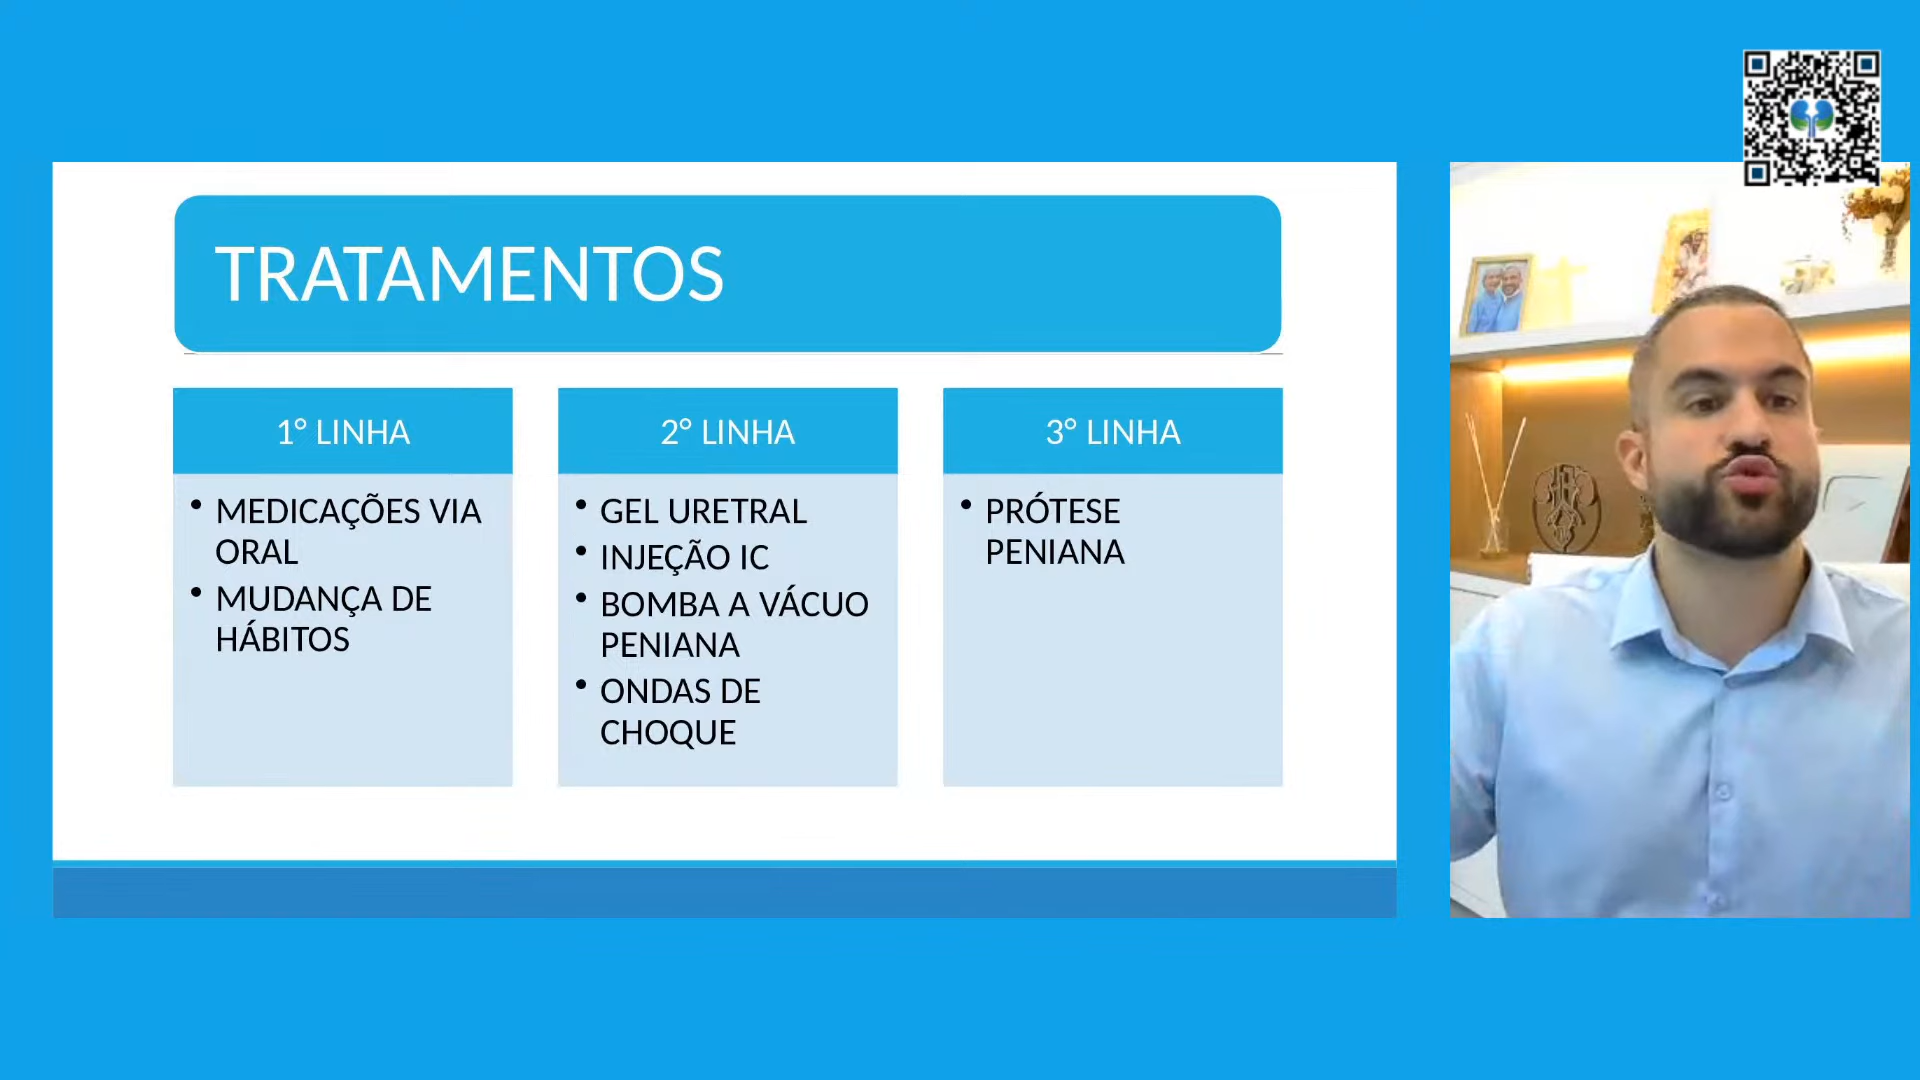 TRATAMENTOS
1° LINHA
• MEDICAÇÕES VIA
ORAL
• MUDANÇA DE
HÁBITOS
2° LINHA
• GEL URETRAL
• INJEÇÃO IC
• BOMBA A VÁCUO
PENIANA
• ONDAS DE
CHOQUE
3° LINHA
• PRÓTESE
PENIANA